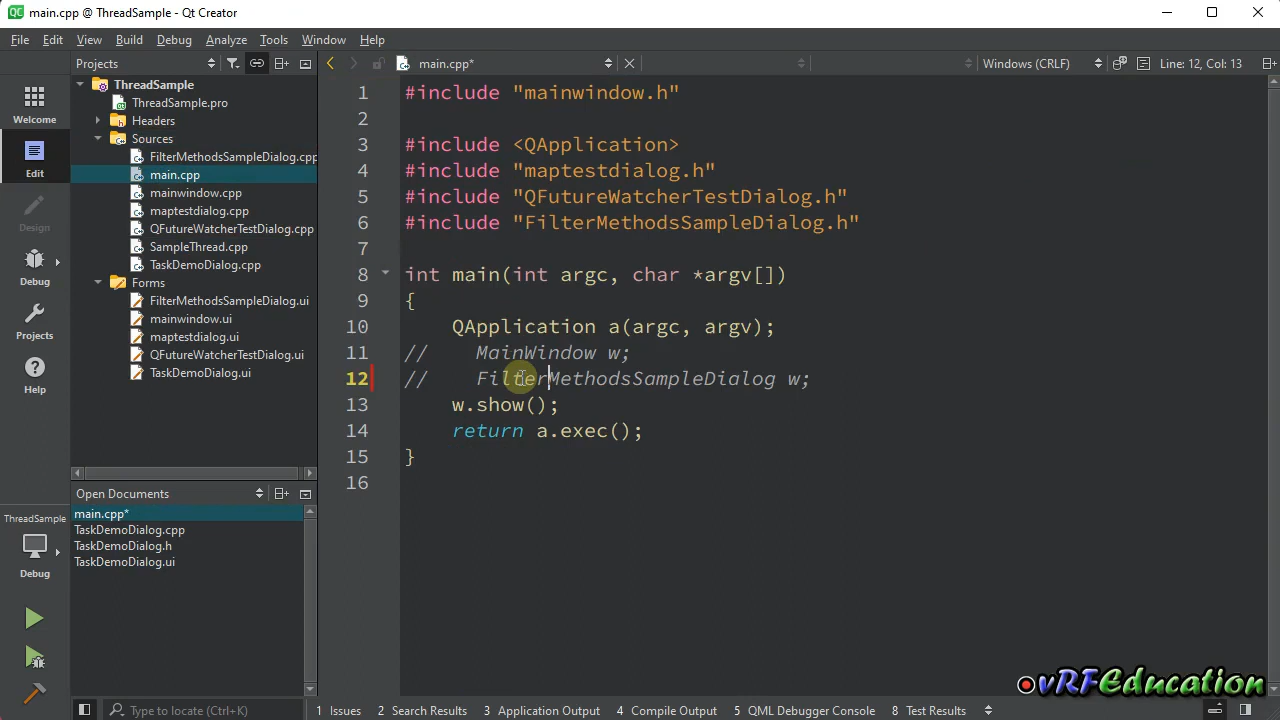 main.cpp @ ThreadSample - Qt Creator
File Edit View Build Debug Analyze Tools Window Help
Projects
main.cpp*
Windows (CRLF)
Line: 12, Col: 13
Welcome
Edit
Design
Debug
Projects
Help
ThreadSample
Debug
ThreadSample
ThreadSample.pro
Headers
Sources
FilterMethodsSampleDialog.cpp
main.cpp
mainwindow.cpp
maptestdialog.cpp
QFutureWatcherTestDialog.cpp
SampleThread.cpp
TaskDemoDialog.cpp
Forms
FilterMethodsSampleDialog.ui
mainwindow.ui
maptestdialog.ui
QFutureWatcherTestDialog.ui
TaskDemoDialog.ui
Open Documents
main.cpp*
TaskDemoDialog.cpp
TaskDemoDialog.h
TaskDemoDialog.ui
1 #include "mainwindow.h"
2
3 #include <QApplication>
4 #include "maptestdialog.h"
5 #include "QFutureWatcherTestDialog.h"
6 #include "FilterMethodsSampleDialog.h"
7
8 int main(int argc, char *argv[])
9 {
10 QApplication a(argc, argv);
11 // MainWindow w;
12 // FilterMethodsSampleDialog w;
13 w.show();
14 return a.exec();
15 }
16
vRFEducation
Type to locate (Ctrl+K)
1 Issues 2 Search Results 3 Application Output 4 Compile Output 5 QML Debugger Console 8 Test Results